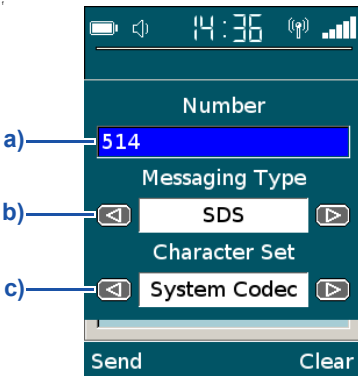 14:36
Number
a) 514
Messaging Type
b) SDS
Character Set
c) System Codec
Send Clear